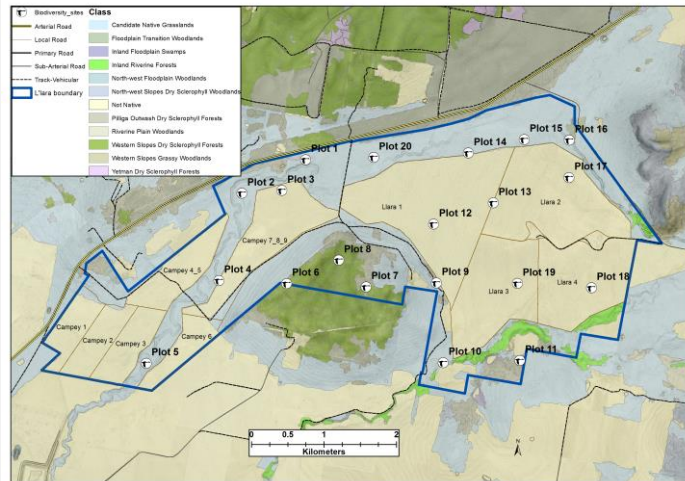 Biodiversity_sites
Arterial Road
Local Road
Primary Road
Sub-Arterial Road
Track-Vehicular
L'lara boundary
Class
Candidate Native Grasslands
Floodplain Transition Woodlands
Inland Floodplain Swamps
Inland Riverine Forests
North-west Floodplain Woodlands
North-west Slopes Dry Sclerophyll Woodlands
Not Native
Pilliga Outwash Dry Sclerophyll Forests
Riverine Plain Woodlands
Western Slopes Dry Sclerophyll Forests
Western Slopes Grassy Woodlands
Yetman Dry Sclerophyll Forests
Plot 1
Plot 20
Plot 14
Plot 15
Plot 16
Plot 2
Plot 3
Plot 17
Plot 13
Llara 1
Llara 2
Plot 12
Campey 7_8_9
Plot 8
Campey 4_5
Plot 4
Plot 6
Plot 7
Plot 9
Plot 19
Plot 18
Llara 3
Llara 4
Campey 1
Campey 2
Campey 3
Campey 6
Plot 5
Plot 10
Plot 11
0 0.5 1 2
Kilometers
N